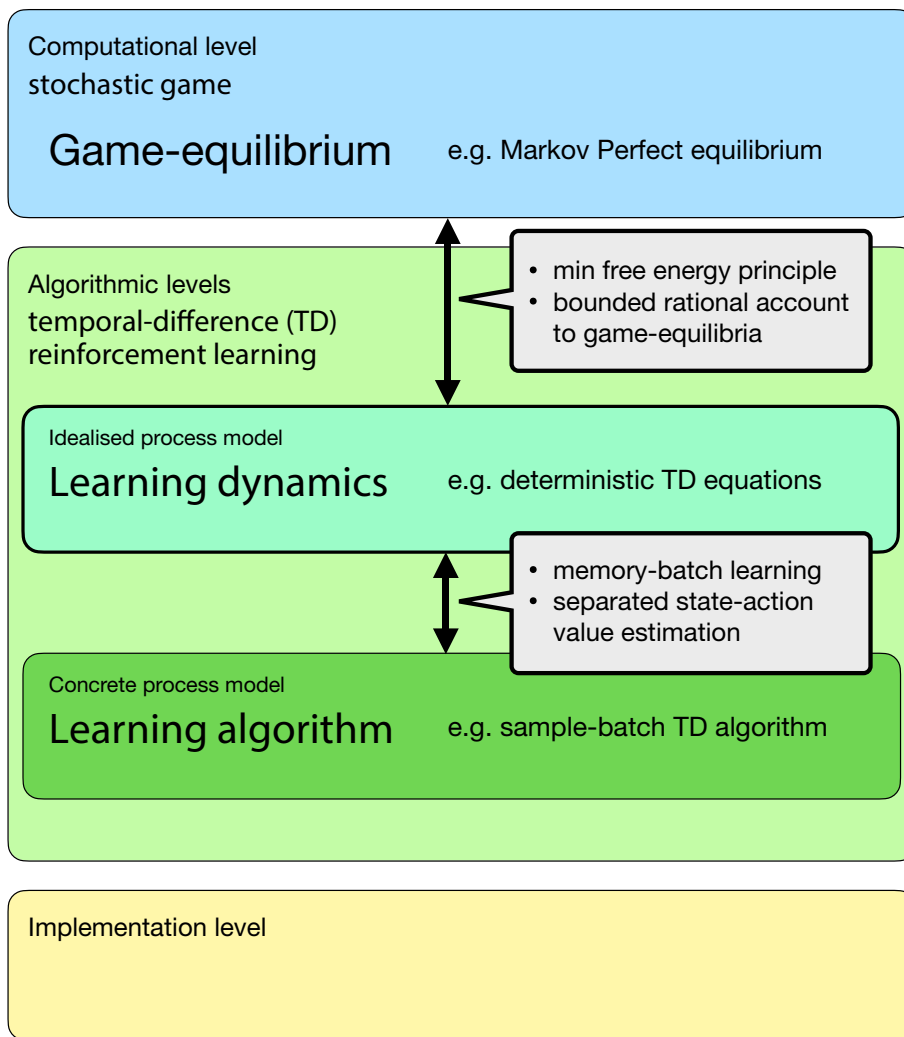 Computational level
stochastic game
Game-equilibrium e.g. Markov Perfect equilibrium
• min free energy principle
• bounded rational account
to game-equilibria
Algorithmic levels
temporal-difference (TD)
reinforcement learning
Idealised process model
Learning dynamics e.g. deterministic TD equations
• memory-batch learning
• separated state-action
value estimation
Concrete process model
Learning algorithm e.g. sample-batch TD algorithm
Implementation level